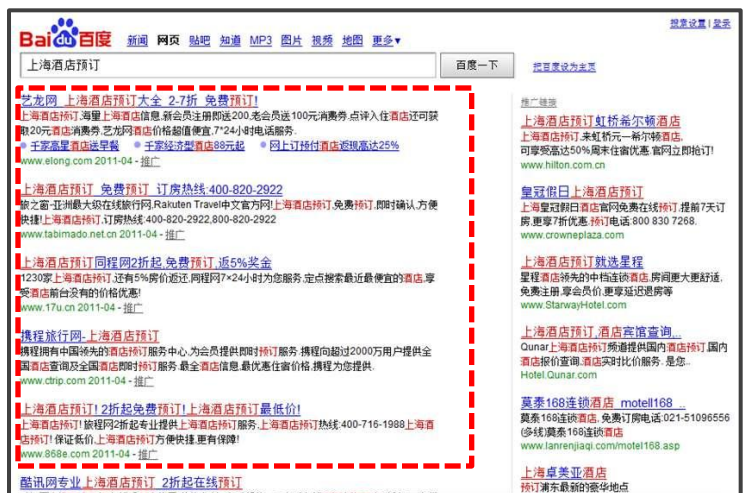 搜索设置 | 登录
Bai 百度 新闻 网页 贴吧 知道 MP3 图片 视频 地图 更多▼
上海酒店预订 百度一下 把百度设为主页
艺龙网 上海酒店预订大全 2-7折 免费预订!
上海酒店预订,海量上海酒店信息,新会员注册即送200,老会员送100元消费券.点评入住酒店还可获
取20元酒店消费券.艺龙网酒店价格超值便宜,7*24小时电话服务.
千家高星酒店送早餐 千家经济型酒店88元起 网上订预付酒店返现高达25%
www.elong.com 2011-04 - 推广
上海酒店预订 免费预订 订房热线:400-820-2922
旅之窗-亚洲最大级在线旅行网.Rakuten Travel中文官方网!上海酒店预订,免费预订,即时确认,方便
快捷!上海酒店预订,订房热线:400-820-2922,800-820-2922
www.tabimado.net.cn 2011-04 - 推广
上海酒店预订同程网2折起,免费预订,返5%奖金
1230家上海酒店预订,还有5%房价返还.同程网7×24小时为您服务,定点搜索最近最便宜的酒店,享
受酒店前台没有的价格优惠!
www.17u.cn 2011-04 - 推广
携程旅行网-上海酒店预订
携程拥有中国领先的酒店预订服务中心,为会员提供即时预订服务.携程向超过2000万用户提供全
国酒店查询及全国酒店即时预订服务.最全酒店信息,最优惠住宿价格,携程为您提供.
www.ctrip.com 2011-04 - 推广
上海酒店预订! 2折起免费预订!上海酒店预订最低价!
上海酒店预订! 旅程网2折起专业提供上海酒店预订服务,上海酒店预订热线:400-716-1988上海酒
店预订! 保证低价,上海酒店预订方便快捷,更有保障!
www.868e.com 2011-04 - 推广
酷讯网专业上海酒店预订 2折起在线预订
推广链接
上海酒店预订虹桥希尔顿酒店
上海酒店预订,来虹桥元一希尔顿酒店,
可享受高达50%周末住宿优惠.官网立即抢订!
www.hilton.com.cn
皇冠假日上海酒店预订
上海皇冠假日酒店官网免费在线预订,提前7天订
房,更享7折优惠.预订电话:800 830 7268.
www.crowneplaza.com
上海酒店预订就选星程
星程酒店领先的中档连锁酒店,房间更大更舒适,
免费注册,享会员价,更享延迟退房等
www.StarwayHotel.com
上海酒店预订,酒店宾馆查询...
Qunar上海酒店预订频道提供国内酒店预订,国内
酒店报价查询.酒店实时比价服务. 是您..
Hotel.Qunar.com
莫泰168连锁酒店 motel168 ..
莫泰168连锁酒店, 免费订房电话:021-51096556
(多线)莫泰168连锁酒店
www.lanrenjiaqi.com/motel168.asp
上海卓美亚酒店
预订浦东最新的豪华地点